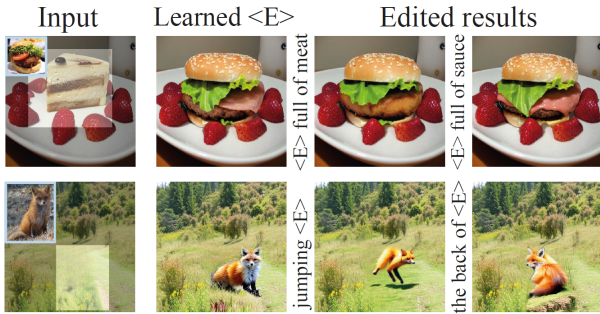 Input
Learned <E>
Edited results
<E> full of meat
<E> full of sauce
jumping <E>
the back of <E>